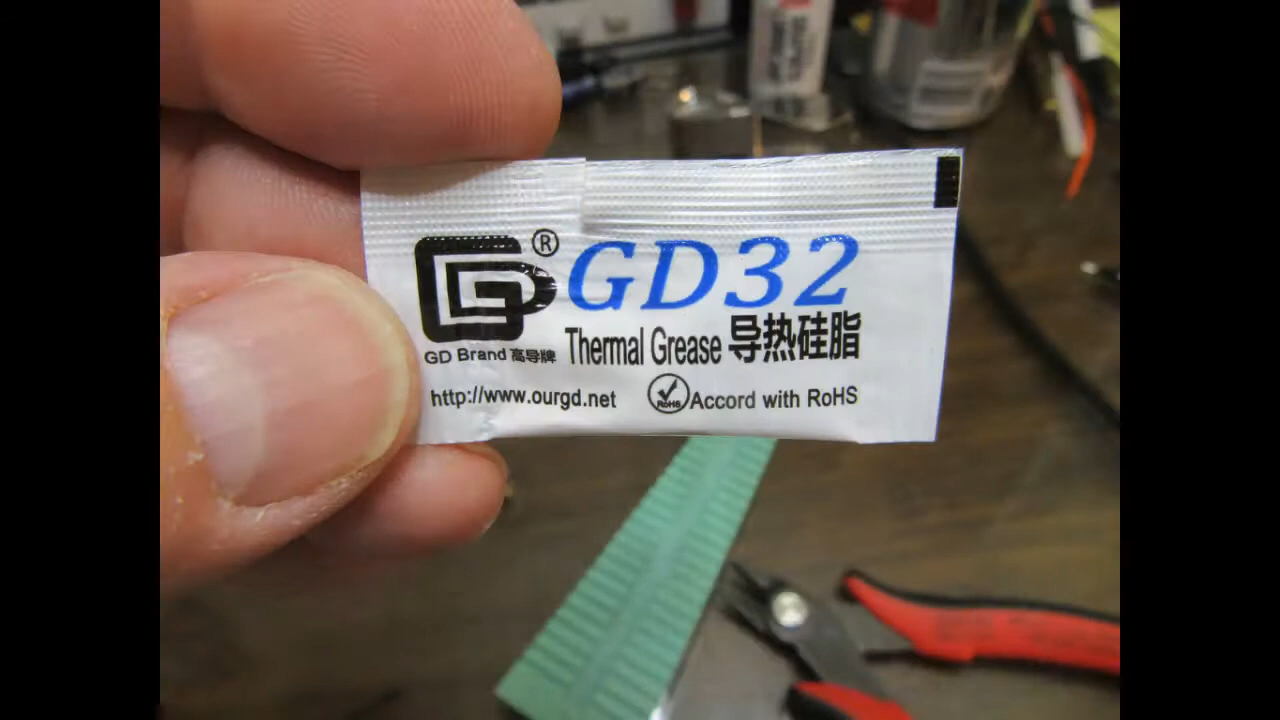 ® GD32
GD Brand 高导牌 Thermal Grease 导热硅脂
http://www.ourgd.net RoHS Accord with RoHS